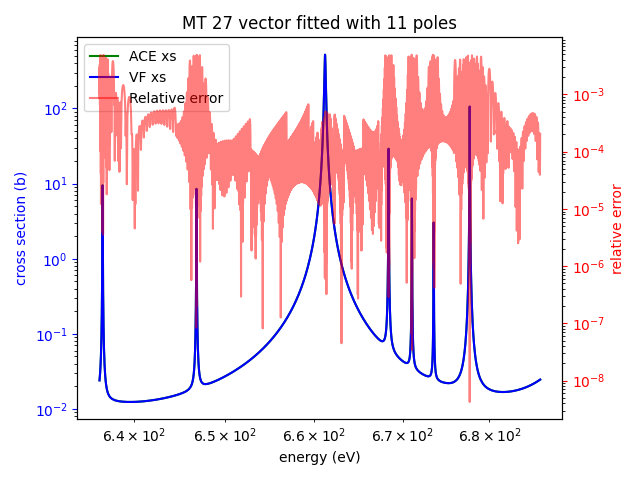 MT 27 vector fitted with 11 poles
ACE xs
VF xs
Relative error
cross section (b)
10²
10¹
10⁰
10⁻¹
10⁻²
relative error
10⁻³
10⁻⁴
10⁻⁵
10⁻⁶
10⁻⁷
10⁻⁸
6.4 × 10² 6.5 × 10² 6.6 × 10² 6.7 × 10² 6.8 × 10²
energy (eV)